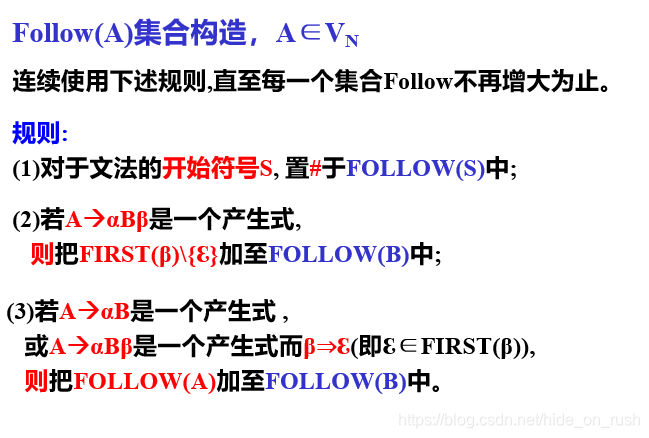 Follow(A)集合构造，A∈VN
连续使用下述规则,直至每一个集合Follow不再增大为止。
规则:
(1)对于文法的开始符号S, 置#于FOLLOW(S)中;
(2)若A→αBβ是一个产生式,
则把FIRST(β)\{ε}加至FOLLOW(B)中;
(3)若A→αB是一个产生式 ,
或A→αBβ是一个产生式而β⇒ε(即ε∈FIRST(β)),
则把FOLLOW(A)加至FOLLOW(B)中。
https://blog.csdn.net/hide_on_rush